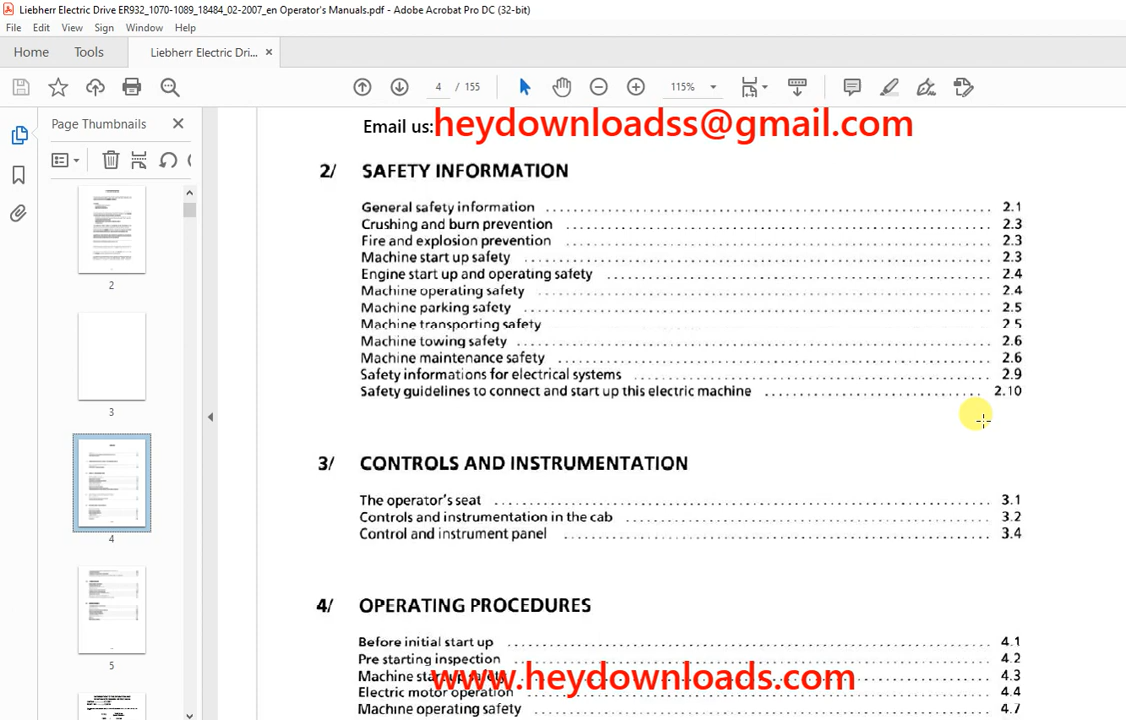 Liebherr Electric Drive ER932_1070-1089_18484_02-2007_en Operator's Manuals.pdf - Adobe Acrobat Pro DC (32-bit)
File Edit View Sign Window Help
Home Tools Liebherr Electric Dri... ×
4 / 155 115%
Page Thumbnails ×
2
3
4
5
Email us:heydownloadss@gmail.com
2/ SAFETY INFORMATION
General safety information 2.1
Crushing and burn prevention 2.3
Fire and explosion prevention 2.3
Machine start up safety 2.3
Engine start up and operating safety 2.4
Machine operating safety 2.4
Machine parking safety 2.5
Machine transporting safety 2.5
Machine towing safety 2.6
Machine maintenance safety 2.6
Safety informations for electrical systems 2.9
Safety guidelines to connect and start up this electric machine 2.10
3/ CONTROLS AND INSTRUMENTATION
The operator's seat 3.1
Controls and instrumentation in the cab 3.2
Control and instrument panel 3.4
4/ OPERATING PROCEDURES
Before initial start up 4.1
Pre starting inspection 4.2
Machine start up safety 4.3
www.heydownloads.com
Electric motor operation 4.4
Machine operating safety 4.7